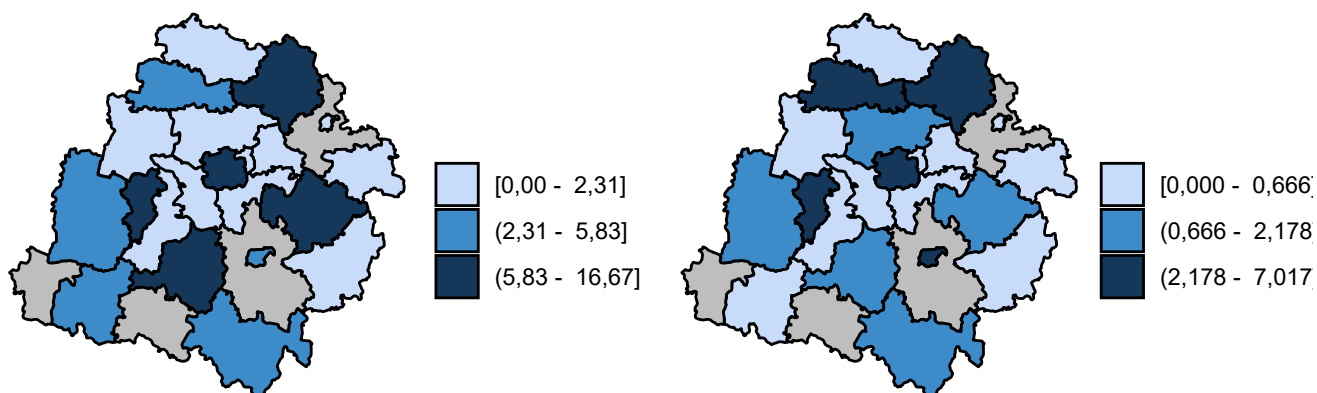 [0,00 - 2,31]
(2,31 - 5,83]
(5,83 - 16,67]
[0,000 - 0,666]
(0,666 - 2,178]
(2,178 - 7,017]